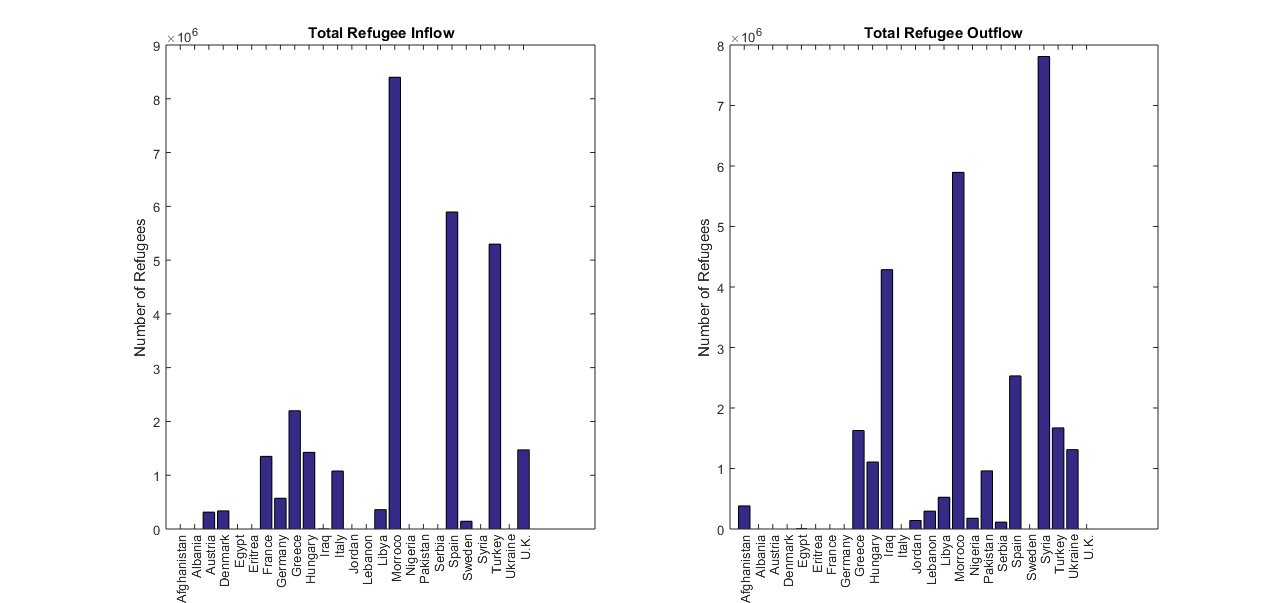 Total Refugee Inflow
×10^6
9
8
7
6
5
4
3
2
1
0
Number of Refugees
Afghanistan
Albania
Austria
Denmark
Egypt
Eritrea
France
Germany
Greece
Hungary
Iraq
Italy
Jordan
Lebanon
Libya
Morroco
Nigeria
Pakistan
Serbia
Spain
Sweden
Syria
Turkey
Ukraine
U.K.
Total Refugee Outflow
×10^6
8
7
6
5
4
3
2
1
0
Number of Refugees
Afghanistan
Albania
Austria
Denmark
Egypt
Eritrea
France
Germany
Greece
Hungary
Iraq
Italy
Jordan
Lebanon
Libya
Morroco
Nigeria
Pakistan
Serbia
Spain
Sweden
Syria
Turkey
Ukraine
U.K.